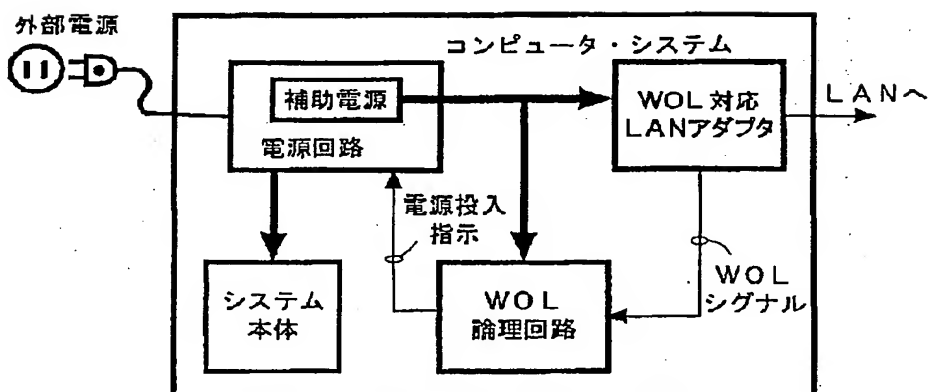 外部電源
コンピュータ・システム
補助電源
電源回路
WOL対応
LANアダプタ
LANへ
電源投入
指示
システム
本体
WOL
論理回路
WOL
シグナル